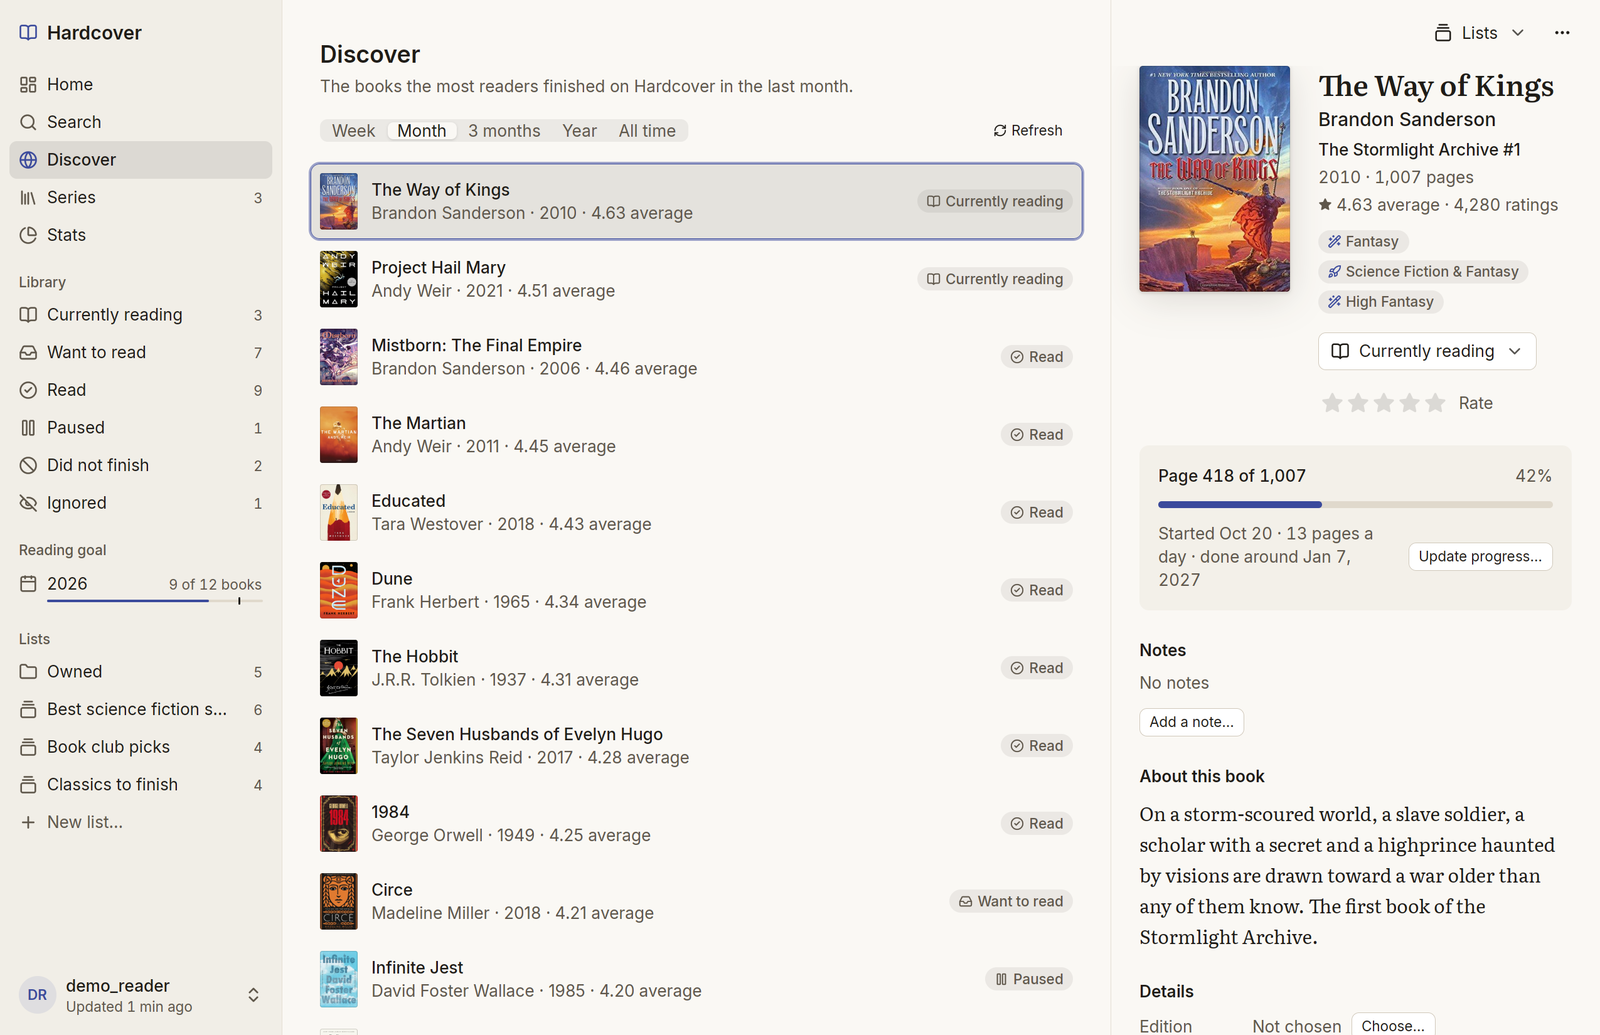 Hardcover
Home
Search
Discover
Series 3
Stats
Library
Currently reading 3
Want to read 7
Read 9
Paused 1
Did not finish 2
Ignored 1
Reading goal
2026 9 of 12 books
Lists
Owned 5
Best science fiction s... 6
Book club picks 4
Classics to finish 4
New list...
DR
demo_reader
Updated 1 min ago
Discover
The books the most readers finished on Hardcover in the last month.
Week Month 3 months Year All time
Refresh
The Way of Kings
Brandon Sanderson · 2010 · 4.63 average
Currently reading
Project Hail Mary
Andy Weir · 2021 · 4.51 average
Currently reading
Mistborn: The Final Empire
Brandon Sanderson · 2006 · 4.46 average
Read
The Martian
Andy Weir · 2011 · 4.45 average
Read
Educated
Tara Westover · 2018 · 4.43 average
Read
Dune
Frank Herbert · 1965 · 4.34 average
Read
The Hobbit
J.R.R. Tolkien · 1937 · 4.31 average
Read
The Seven Husbands of Evelyn Hugo
Taylor Jenkins Reid · 2017 · 4.28 average
Read
1984
George Orwell · 1949 · 4.25 average
Read
Circe
Madeline Miller · 2018 · 4.21 average
Want to read
Infinite Jest
David Foster Wallace · 1985 · 4.20 average
Paused
Lists
#1 NEW YORK TIMES BESTSELLING AUTHOR
BRANDON
SANDERSON
THE WAY OF KINGS
The Way of Kings
Brandon Sanderson
The Stormlight Archive #1
2010 · 1,007 pages
4.63 average · 4,280 ratings
Fantasy
Science Fiction & Fantasy
High Fantasy
Currently reading
Rate
Page 418 of 1,007 42%
Started Oct 20 · 13 pages a
day · done around Jan 7,
2027
Update progress...
Notes
No notes
Add a note...
About this book
On a storm-scoured world, a slave soldier, a
scholar with a secret and a highprince haunted
by visions are drawn toward a war older than
any of them know. The first book of the
Stormlight Archive.
Details
Edition Not chosen Choose...